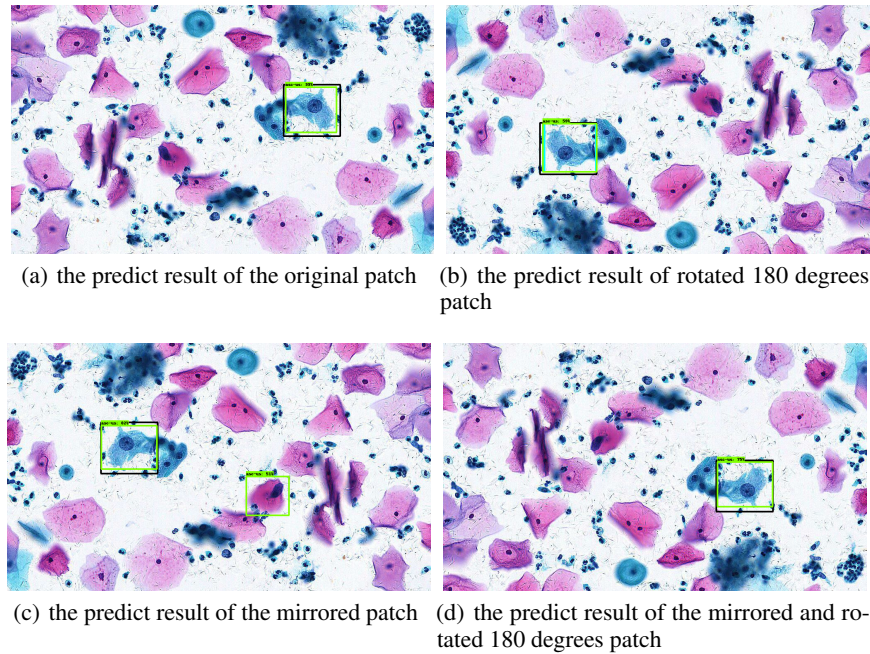 (a) the predict result of the original patch
(b) the predict result of rotated 180 degrees
patch
(c) the predict result of the mirrored patch
(d) the predict result of the mirrored and ro-
tated 180 degrees patch